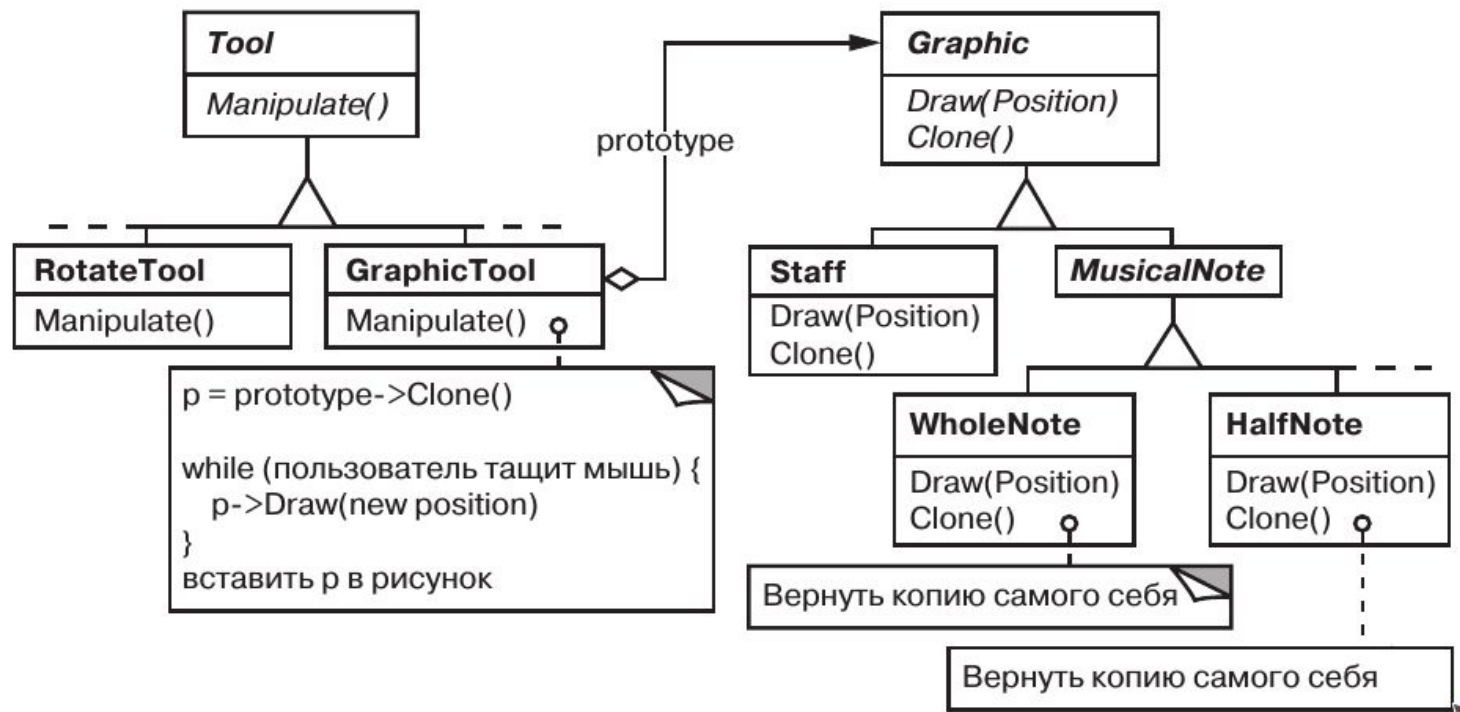 Tool
Manipulate()
Graphic
Draw(Position)
Clone()
prototype
RotateTool
Manipulate()
GraphicTool
Manipulate()
Staff
Draw(Position)
Clone()
MusicalNote
p = prototype->Clone()
while (пользователь тащит мышь) {
p->Draw(new position)
}
вставить p в рисунок
WholeNote
Draw(Position)
Clone()
HalfNote
Draw(Position)
Clone()
Вернуть копию самого себя
Вернуть копию самого себя